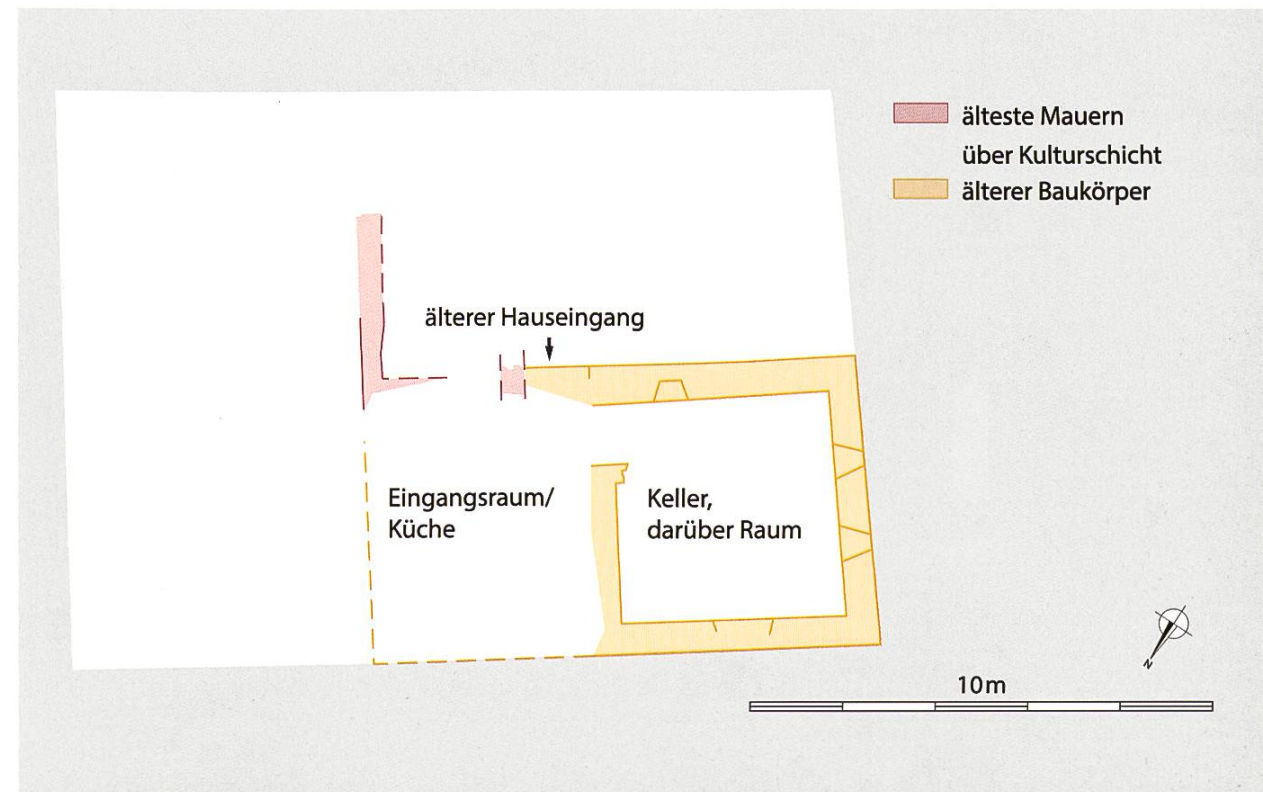 älteste Mauern
über Kulturschicht
älterer Baukörper
älterer Hauseingang
Eingangsraum/
Küche
Keller,
darüber Raum
N
10m